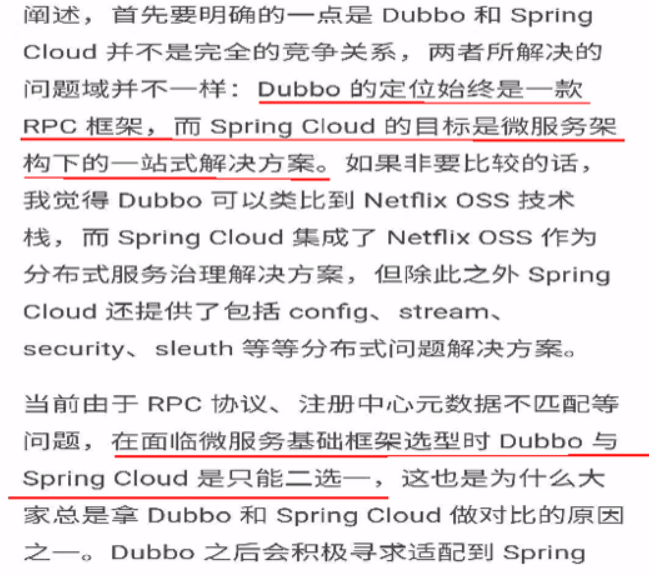 阐述，首先要明确的一点是 Dubbo 和 Spring
Cloud 并不是完全的竞争关系，两者所解决的
问题域并不一样：Dubbo 的定位始终是一款
RPC 框架，而 Spring Cloud 的目标是微服务架
构下的一站式解决方案。如果非要比较的话，
我觉得 Dubbo 可以类比到 Netflix OSS 技术
栈，而 Spring Cloud 集成了 Netflix OSS 作为
分布式服务治理解决方案，但除此之外 Spring
Cloud 还提供了包括 config、stream、
security、sleuth 等等分布式问题解决方案。
当前由于 RPC 协议、注册中心元数据不匹配等
问题，在面临微服务基础框架选型时 Dubbo 与
Spring Cloud 是只能二选一，这也是为什么大
家总是拿 Dubbo 和 Spring Cloud 做对比的原因
之一。Dubbo 之后会积极寻求适配到 Spring